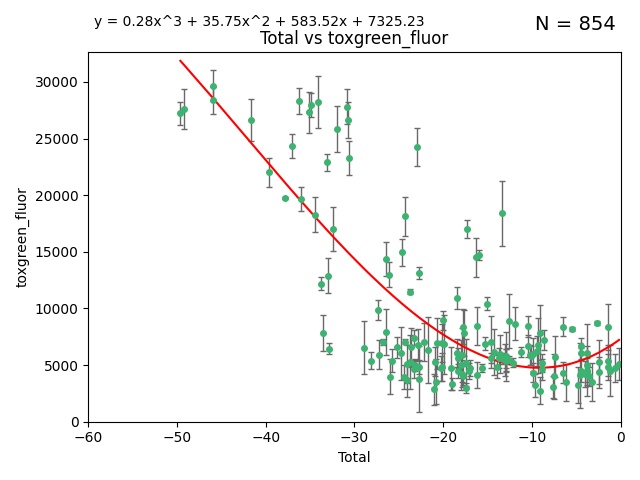 y = 0.28x^3 + 35.75x^2 + 583.52x + 7325.23
N = 854
Total vs toxgreen_fluor
toxgreen_fluor
30000
25000
20000
15000
10000
5000
0
−60
−50
−40
−30
−20
−10
0
Total